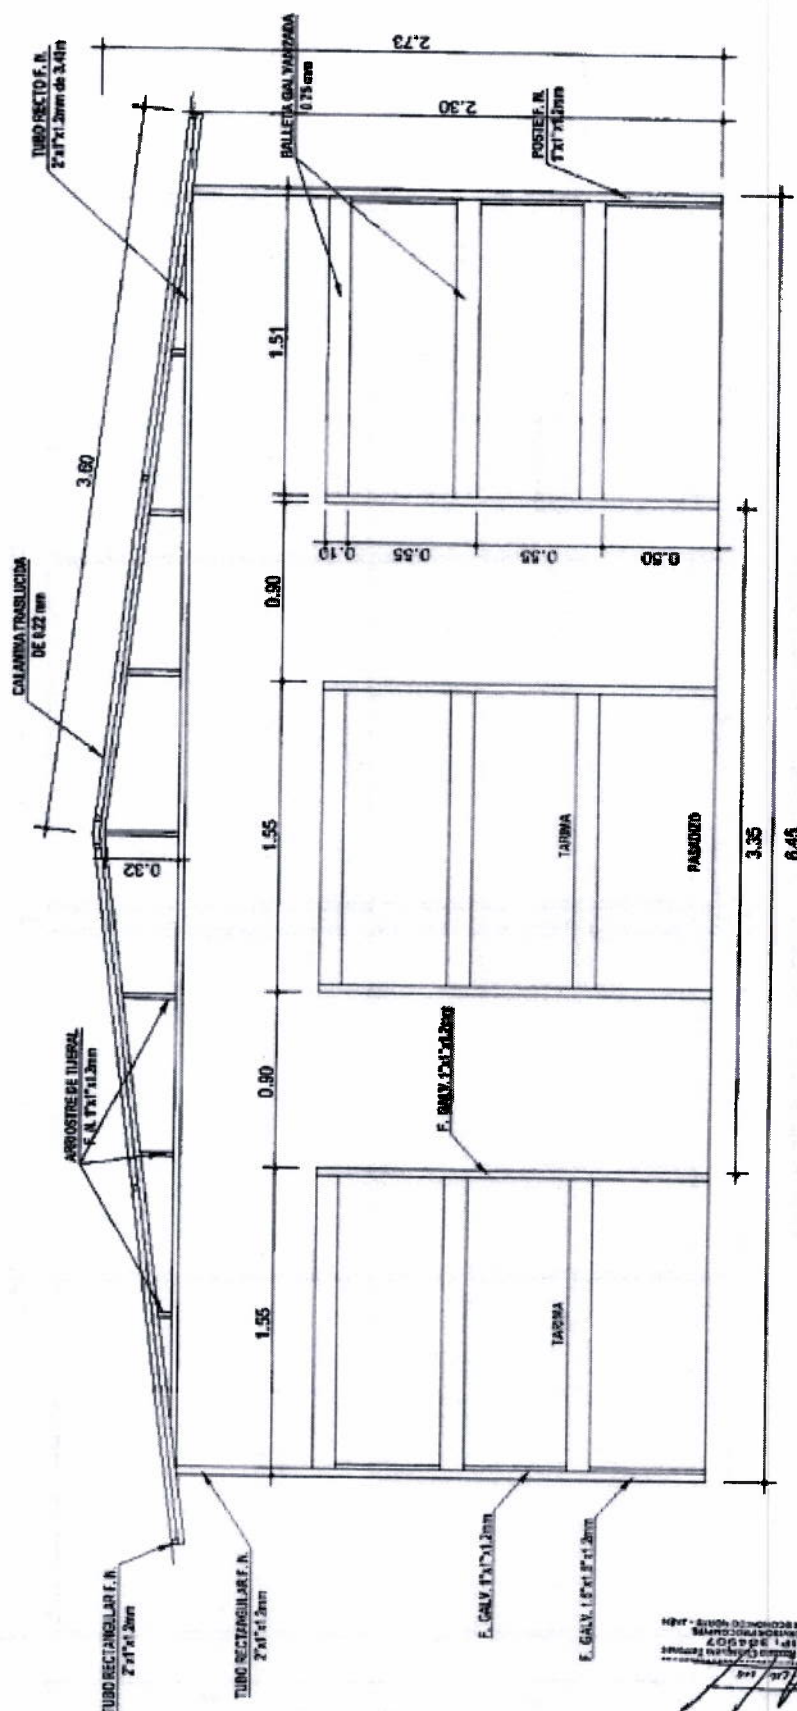 TUBO RECTO F. N.
2"x1"x1.2mm de 3.40m
2.73
2.30
BALLETA GALVANIZADA
0.75 mm
POSTE F. N.
1"x1"x1.2mm
3.60
CALAMINA TRASLUCIDA
DE 0.22 mm
1.51
0.90
0.10
0.55
0.55
0.50
0.32
1.55
TARIMA
PASADIZO
3.35
6.45
ARRIOSTRE DE TIJERAL
F. N. 1"x1"x1.2mm
0.90
F. GALV. 1"x1"x1.2mm
1.55
TARIMA
TUBO RECTANGULAR F. N.
2"x1"x1.2mm
TUBO RECTANGULAR F. N.
2"x1"x1.2mm
F. GALV. 1"x1"x1.2mm
F. GALV. 1.5"x1.5"x1.2mm